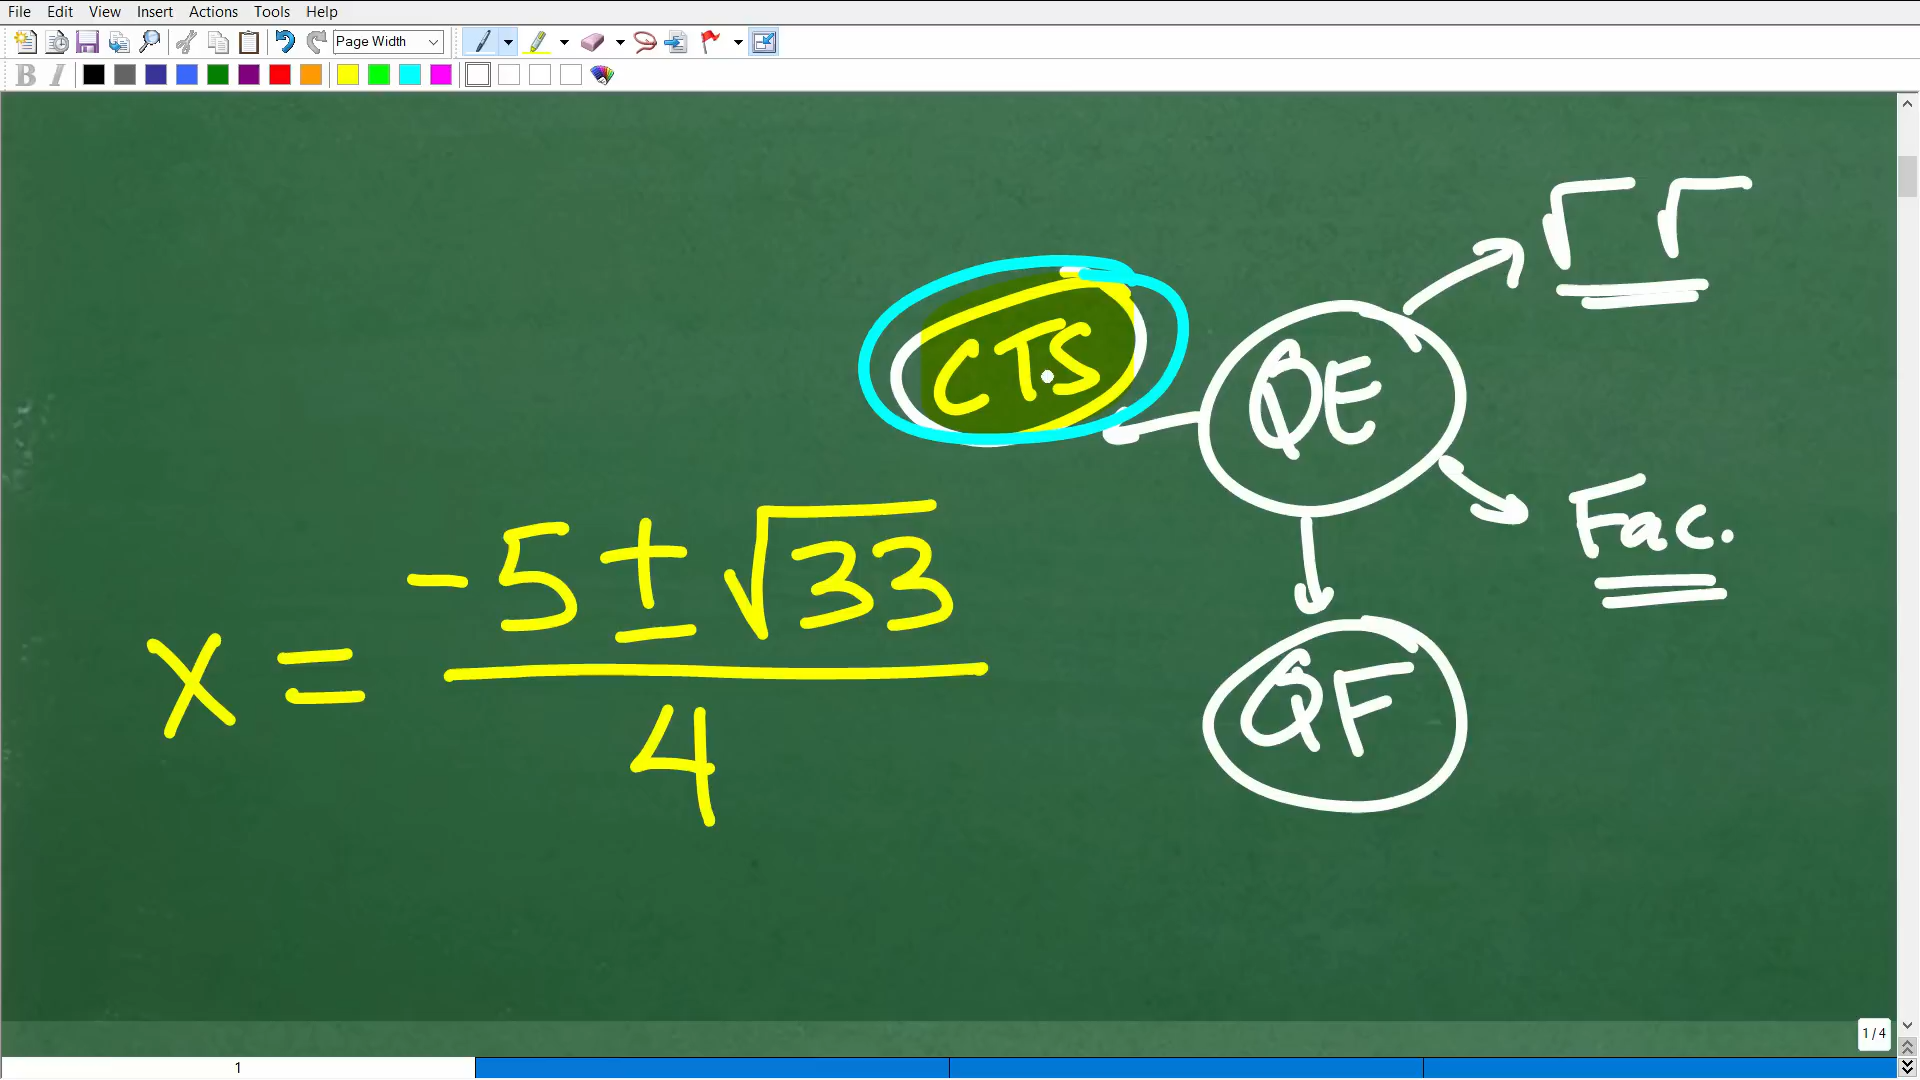 File Edit View Insert Actions Tools Help
Page Width
B I
CTS
QE
Fac.
QF
x = -5 ± √33
4
1 / 4
1